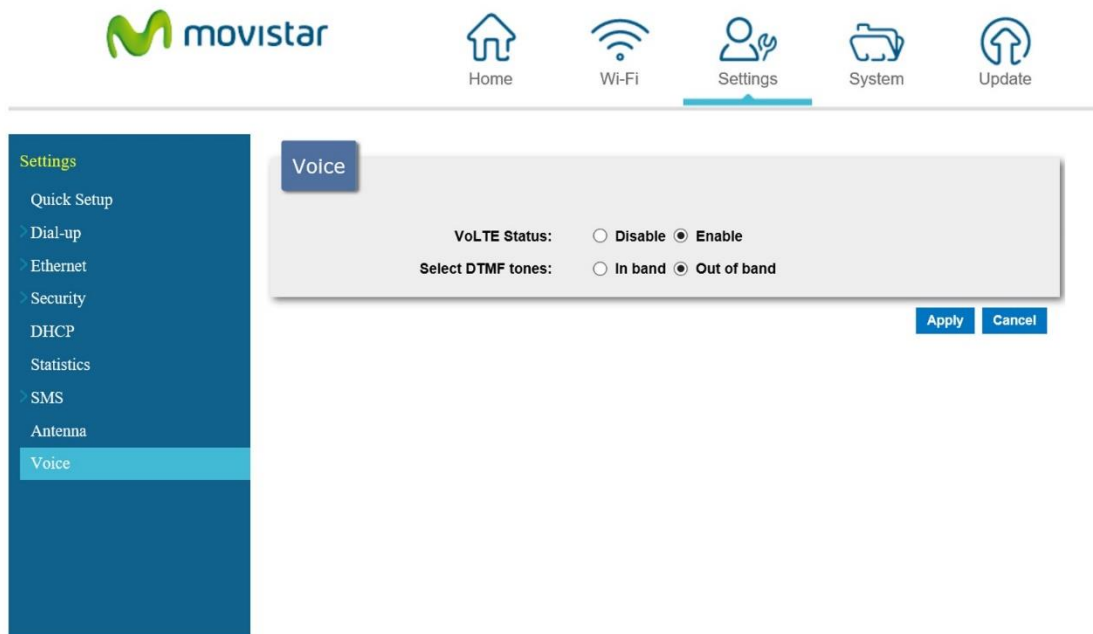 movistar
Home Wi-Fi Settings System Update
Settings
Quick Setup
Dial-up
Ethernet
Security
DHCP
Statistics
SMS
Antenna
Voice
Voice
VoLTE Status: Disable Enable
Select DTMF tones: In band Out of band
Apply Cancel